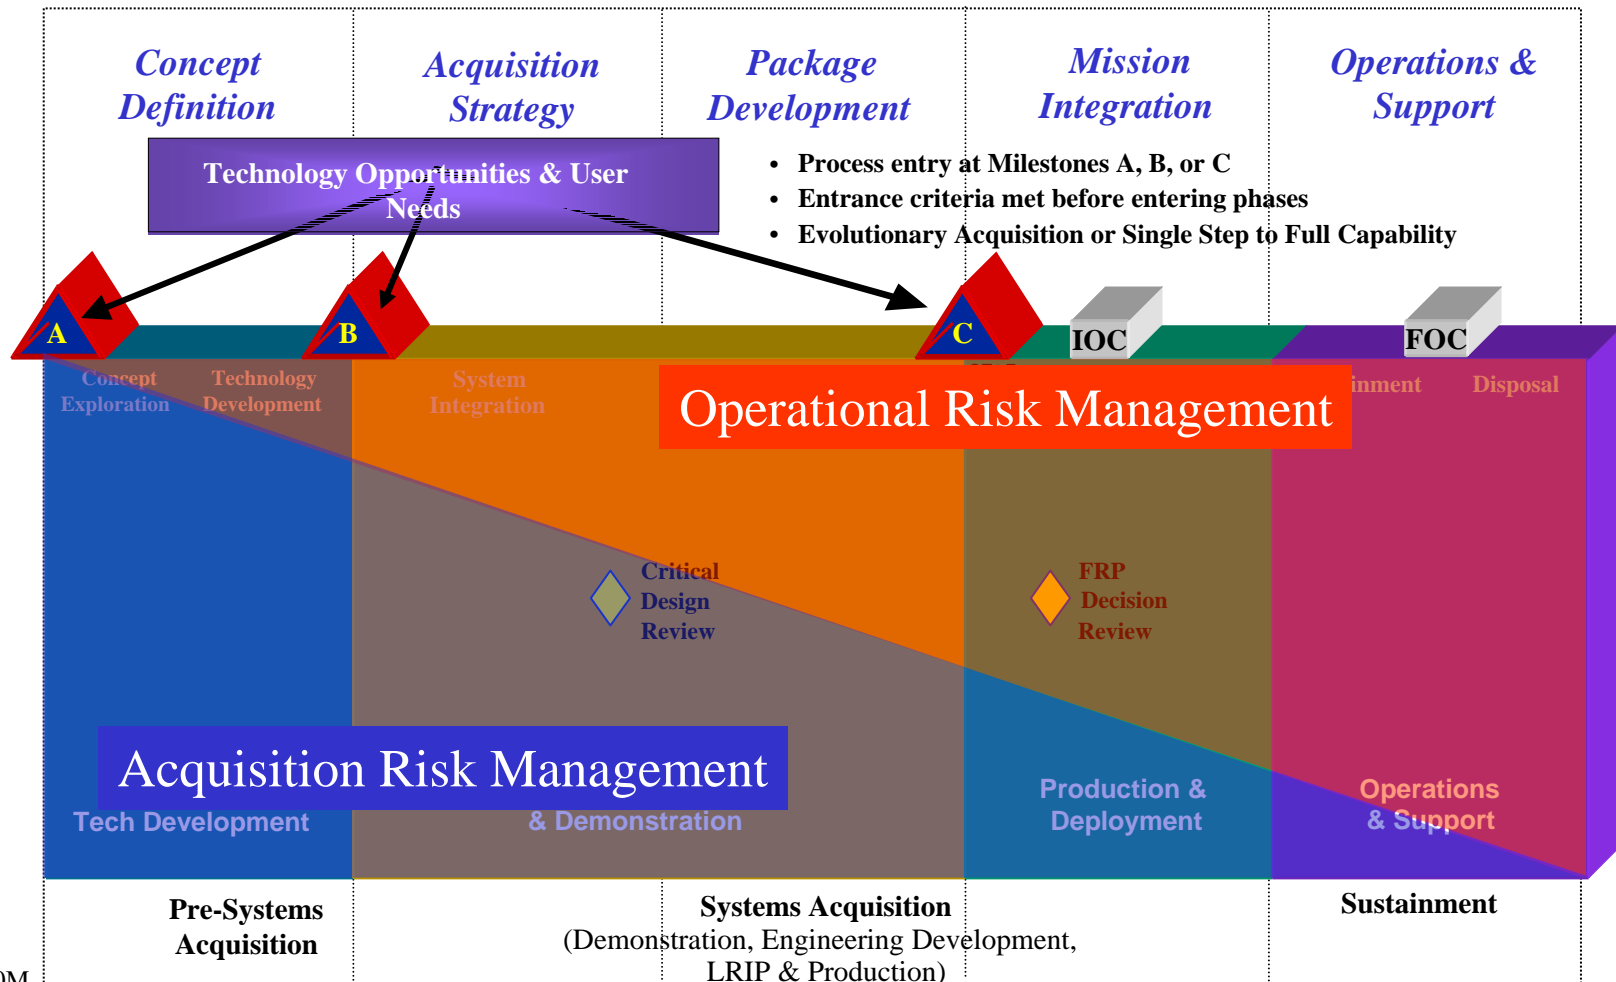 Concept
Definition
Acquisition
Strategy
Package
Development
Mission
Integration
Operations &
Support
Technology Opportunities & User
Needs
• Process entry at Milestones A, B, or C
• Entrance criteria met before entering phases
• Evolutionary Acquisition or Single Step to Full Capability
A
B
C
IOC
FOC
Concept
Exploration
Technology
Development
System
Integration
Operational Risk Management
inment
Disposal
Critical
Design
Review
FRP
Decision
Review
Acquisition Risk Management
Tech Development
& Demonstration
Production &
Deployment
Operations
& Support
Pre-Systems
Acquisition
Systems Acquisition
(Demonstration, Engineering Development,
LRIP & Production)
Sustainment